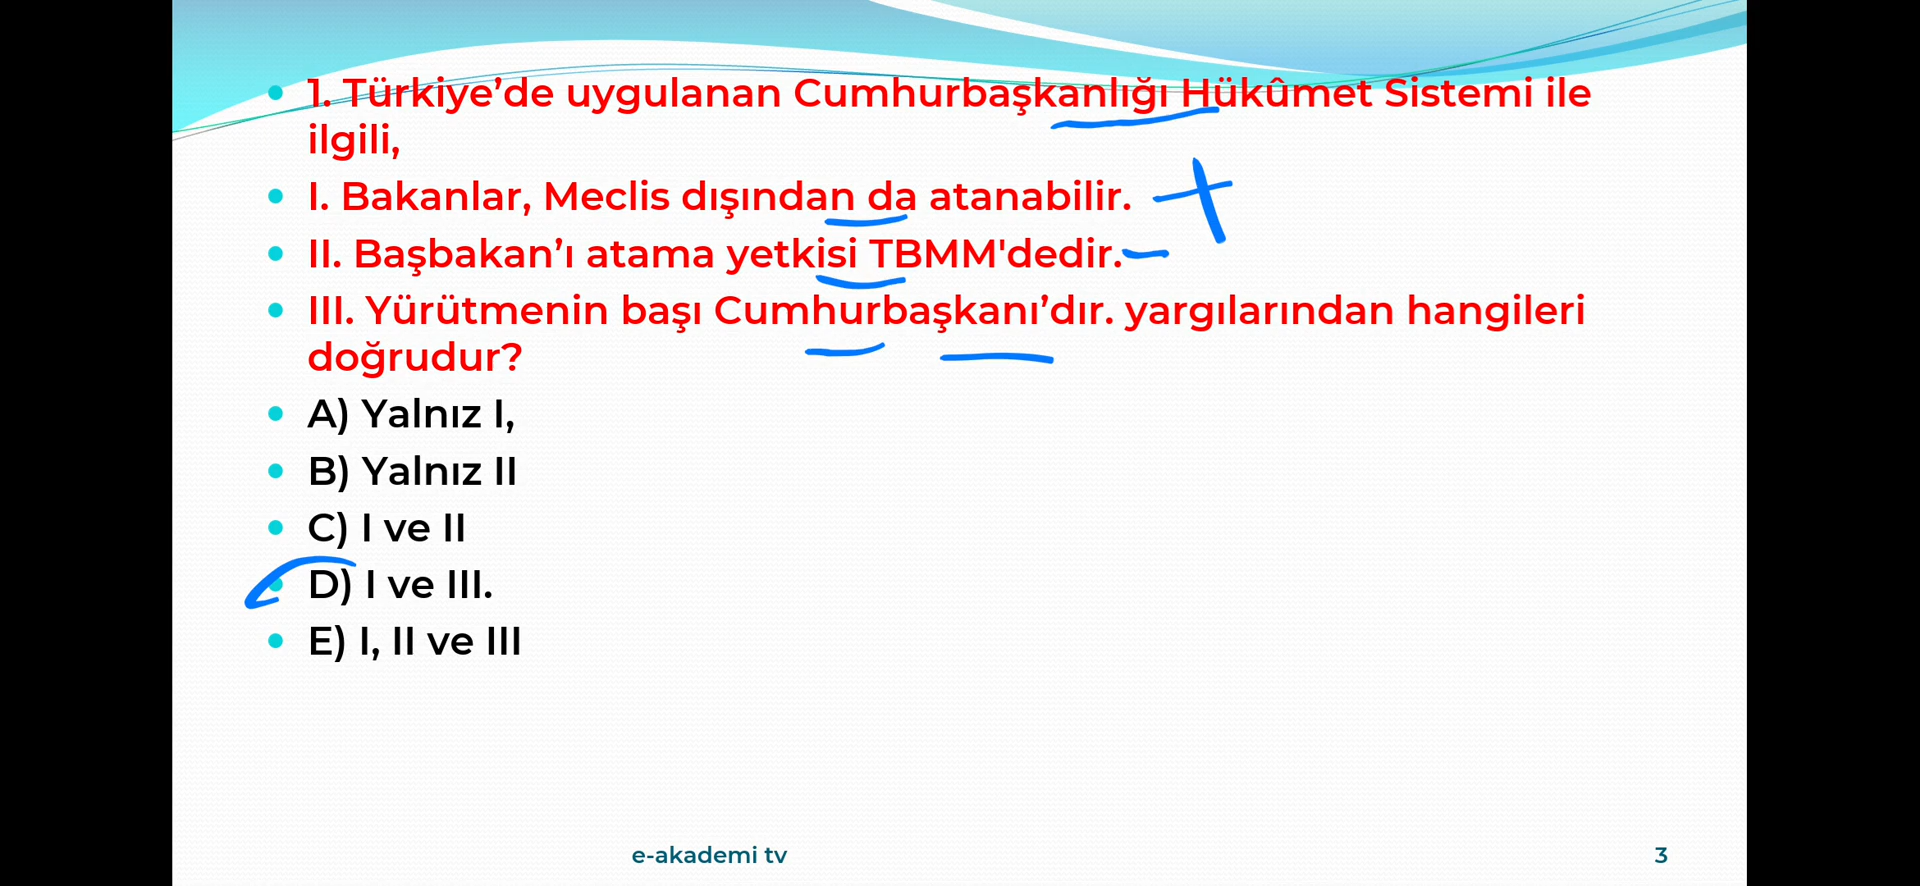 1. Türkiye’de uygulanan Cumhurbaşkanlığı Hükûmet Sistemi ile
ilgili,
I. Bakanlar, Meclis dışından da atanabilir.
II. Başbakan’ı atama yetkisi TBMM'dedir.
III. Yürütmenin başı Cumhurbaşkanı’dır. yargılarından hangileri
doğrudur?
A) Yalnız I,
B) Yalnız II
C) I ve II
D) I ve III.
E) I, II ve III
e-akademi tv
3